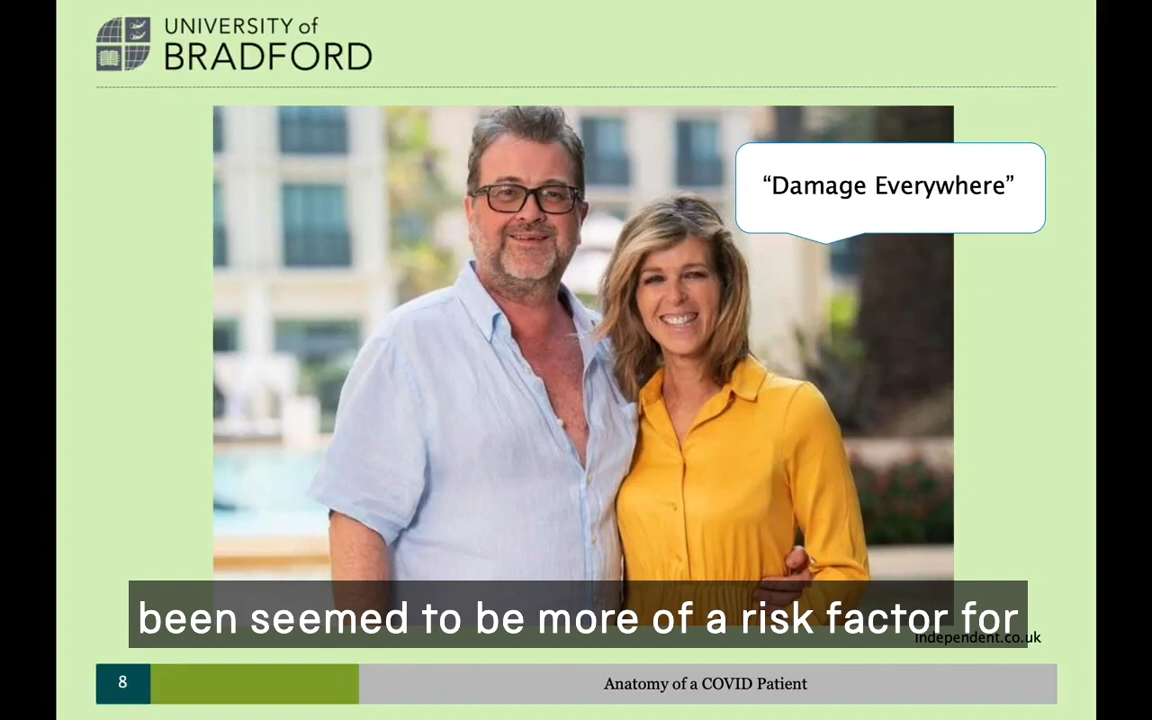 UNIVERSITY of
BRADFORD
“Damage Everywhere”
been seemed to be more of a risk factor for
independent.co.uk
8
Anatomy of a COVID Patient